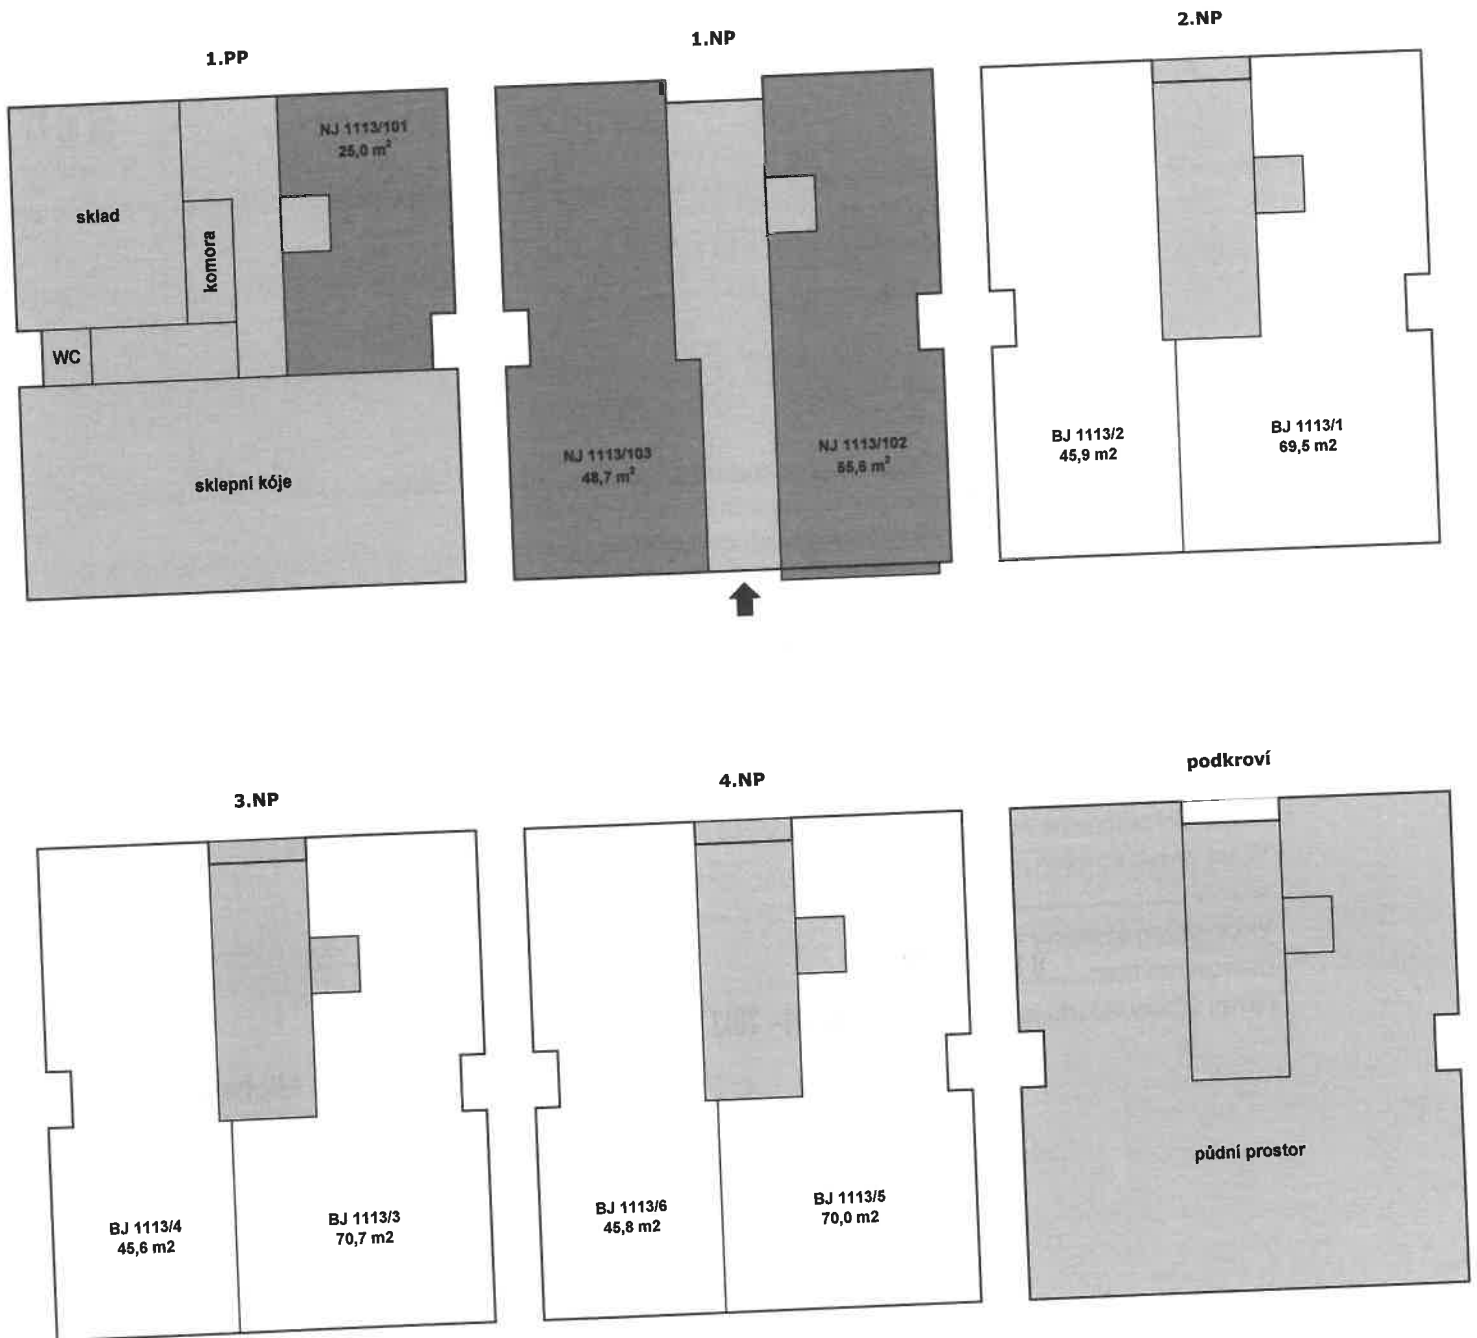 1.PP
1.NP
2.NP
NJ 1113/101
25,0 m²
sklad
komora
WC
sklepní kóje
NJ 1113/103
48,7 m²
NJ 1113/102
55,6 m²
BJ 1113/2
45,9 m2
BJ 1113/1
69,5 m2
3.NP
4.NP
podkroví
BJ 1113/4
45,6 m2
BJ 1113/3
70,7 m2
BJ 1113/6
45,8 m2
BJ 1113/5
70,0 m2
půdní prostor